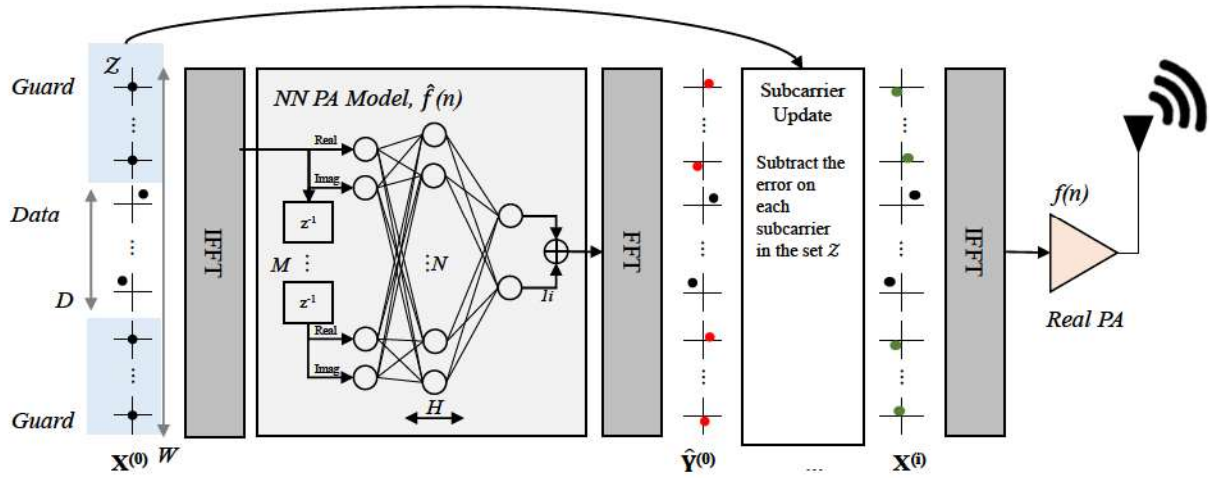 Guard
Data
D
Guard
Z
⋮
⋮
⋮
X(0)
W
IFFT
NN PA Model, f̂(n)
Real
Imag
z-1
M
⋮
z-1
Real
Imag
⋮N
H
1i
FFT
⋮
⋮
⋮
Ŷ(0)
Subcarrier
Update
Subtract the
error on
each
subcarrier
in the set Z
...
⋮
⋮
⋮
X(i)
IFFT
f(n)
Real PA